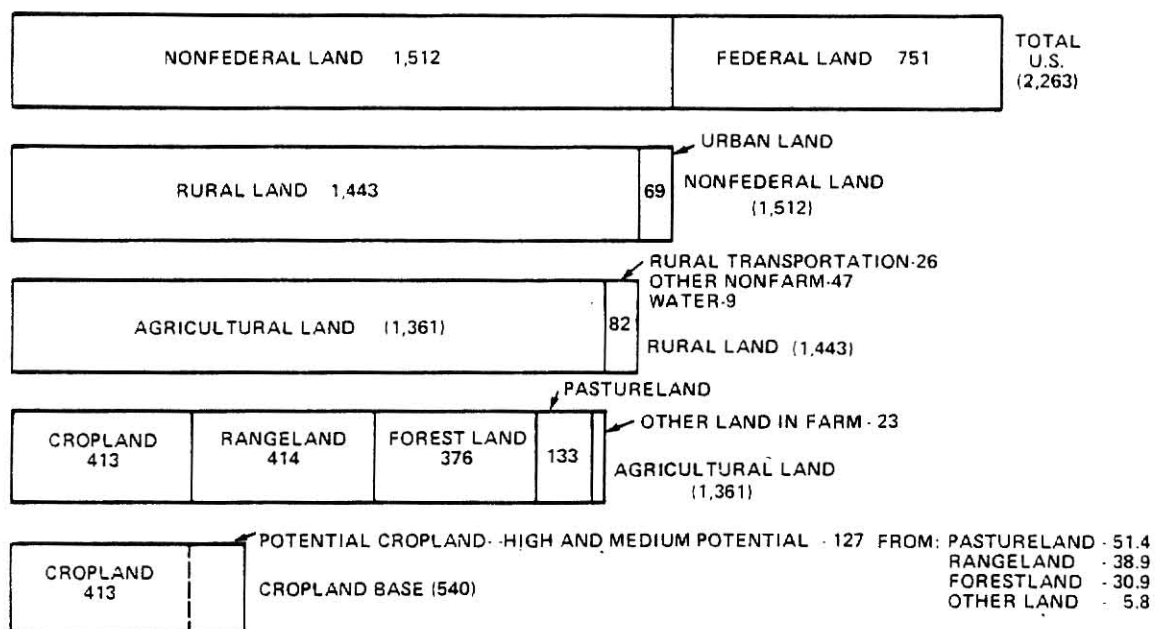 NONFEDERAL LAND 1,512
FEDERAL LAND 751
TOTAL
U.S.
(2,263)
URBAN LAND
RURAL LAND 1,443
69
NONFEDERAL LAND
(1,512)
RURAL TRANSPORTATION-26
OTHER NONFARM-47
WATER-9
AGRICULTURAL LAND (1,361)
82
RURAL LAND (1,443)
PASTURELAND
OTHER LAND IN FARM - 23
CROPLAND
413
RANGELAND
414
FOREST LAND
376
133
AGRICULTURAL LAND
(1,361)
POTENTIAL CROPLAND--HIGH AND MEDIUM POTENTIAL - 127 FROM: PASTURELAND - 51.4
RANGELAND - 38.9
FORESTLAND - 30.9
OTHER LAND - 5.8
CROPLAND
413
CROPLAND BASE (540)